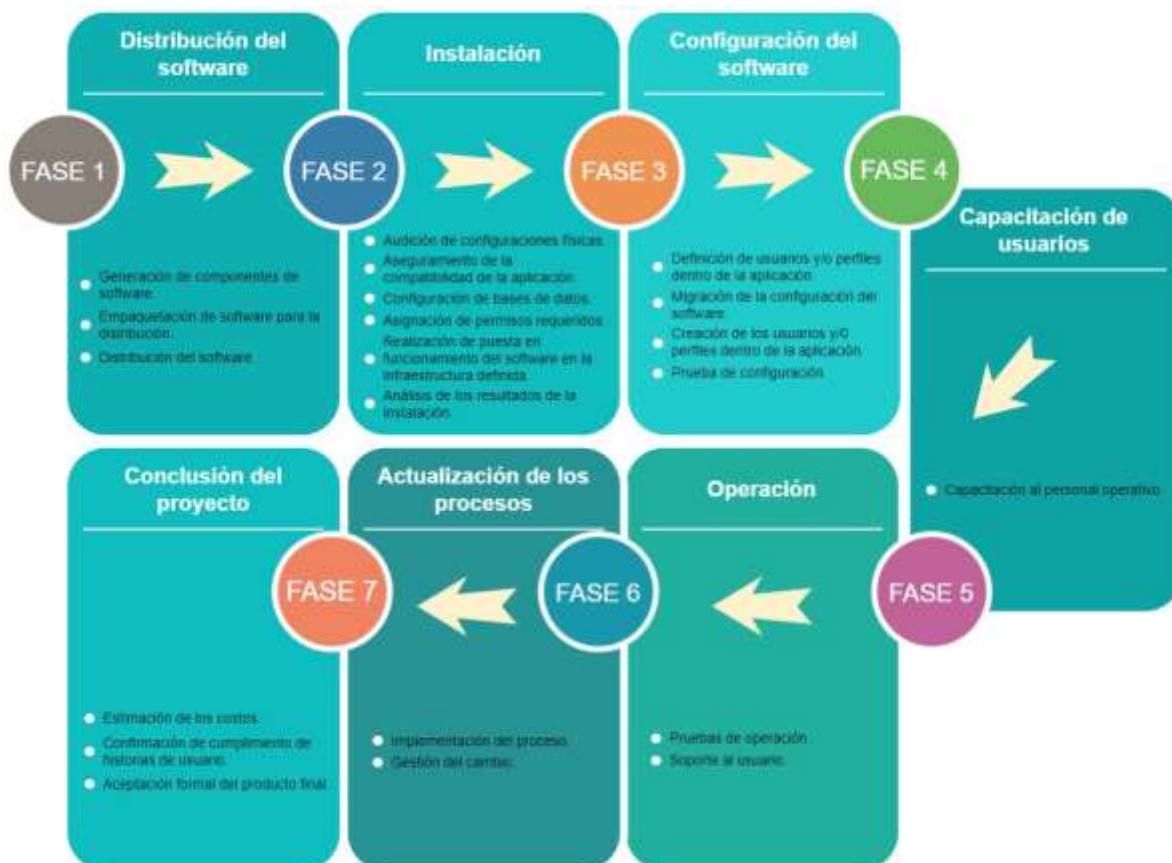 Distribución del
software
FASE 1
Generación de componentes de
software.
Empaquetación de software para la
distribución.
Distribución del software.
Instalación
FASE 2
Audición de configuraciones físicas.
Aseguramiento de la
compatibilidad de la aplicación.
Configuración de bases de datos.
Asignación de permisos requeridos.
Realización de puesta en
funcionamiento del software en la
infraestructura definida.
Análisis de los resultados de la
instalación.
Configuración del
software
FASE 3
Definición de usuarios y/o perfiles
dentro de la aplicación.
Migración de la configuración del
software
Creación de los usuarios y/0
perfiles dentro de la aplicación.
Prueba de configuración.
FASE 4
Capacitación de
usuarios
Capacitación al personal operativo
Operación
FASE 5
Pruebas de operación
Soporte al usuario.
Actualización de los
procesos
FASE 6
Implementación del proceso.
Gestión del cambio.
Conclusión del
proyecto
FASE 7
Estimación de los costos.
Confirmación de cumplimiento de
historias de usuario.
Aceptación formal del producto final.